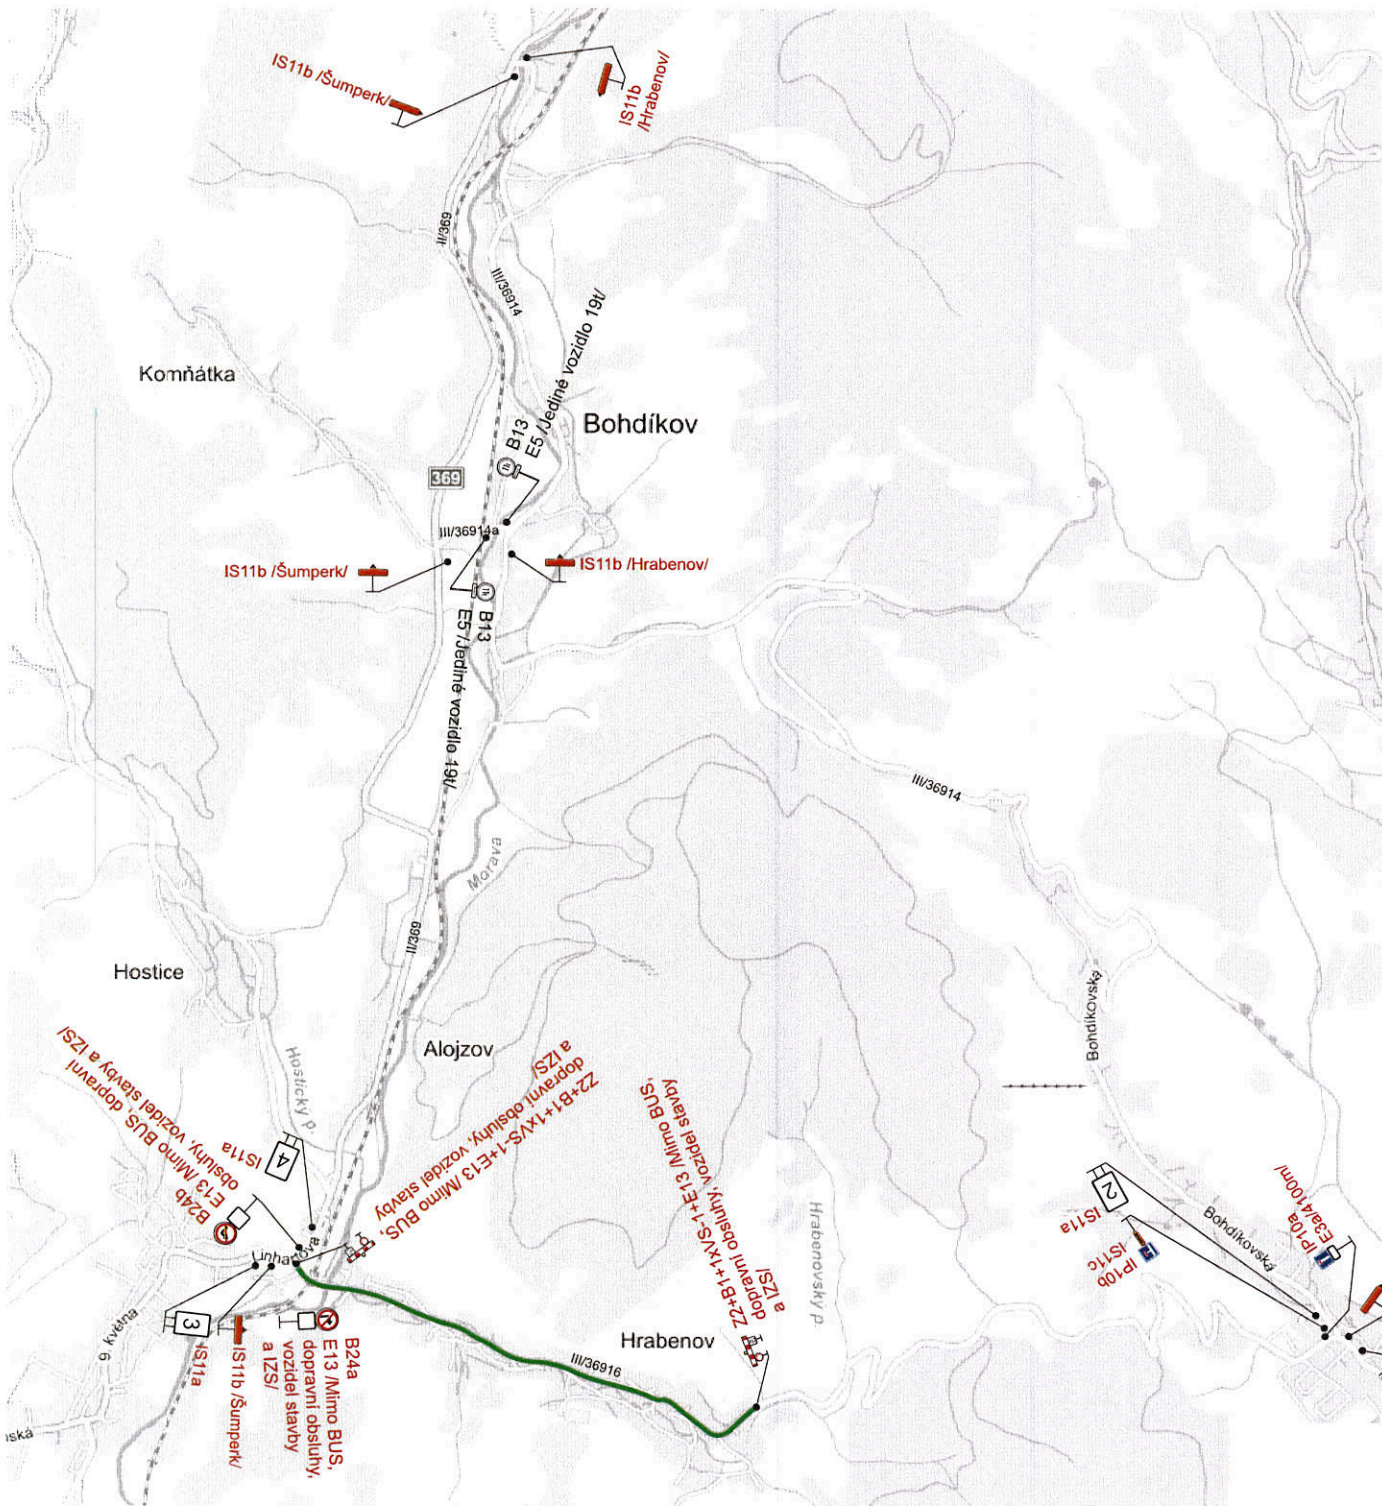 IS11b /Šumperk/
IS11b
/Hrabenov/
II/369
III/36914
Komňátka
B13
E5 /Jediné vozidlo 19t/
Bohdíkov
369
III/36914a
IS11b /Šumperk/
IS11b /Hrabenov/
B13
E5 /Jediné vozidlo 19t/
III/36914
Morava
II/369
Hostice
Bohdíkovská
Alojzov
Hostický p.
B24b
E13 /Mimo BUS, dopravní
obsluhy, vozidel stavby a IZS/
IS11a
4
Z2+B1+1xVS-1+E13 /Mimo BUS,
dopravní obsluhy, vozidel stavby
a IZS/
Z2+B1+1xVS-1+E13 /Mimo BUS,
dopravní obsluhy, vozidel stavby
a IZS/
Hrabenovský p.
2
IS11a
IP10b
IS11c
Bohdíkovská
IP10a
E3a/4100m/
Linhartova
9. května
3
IS11a
IS11b /Šumperk/
B24a
E13 /Mimo BUS,
dopravní obsluhy,
vozidel stavby
a IZS/
Hrabenov
III/36916
iská